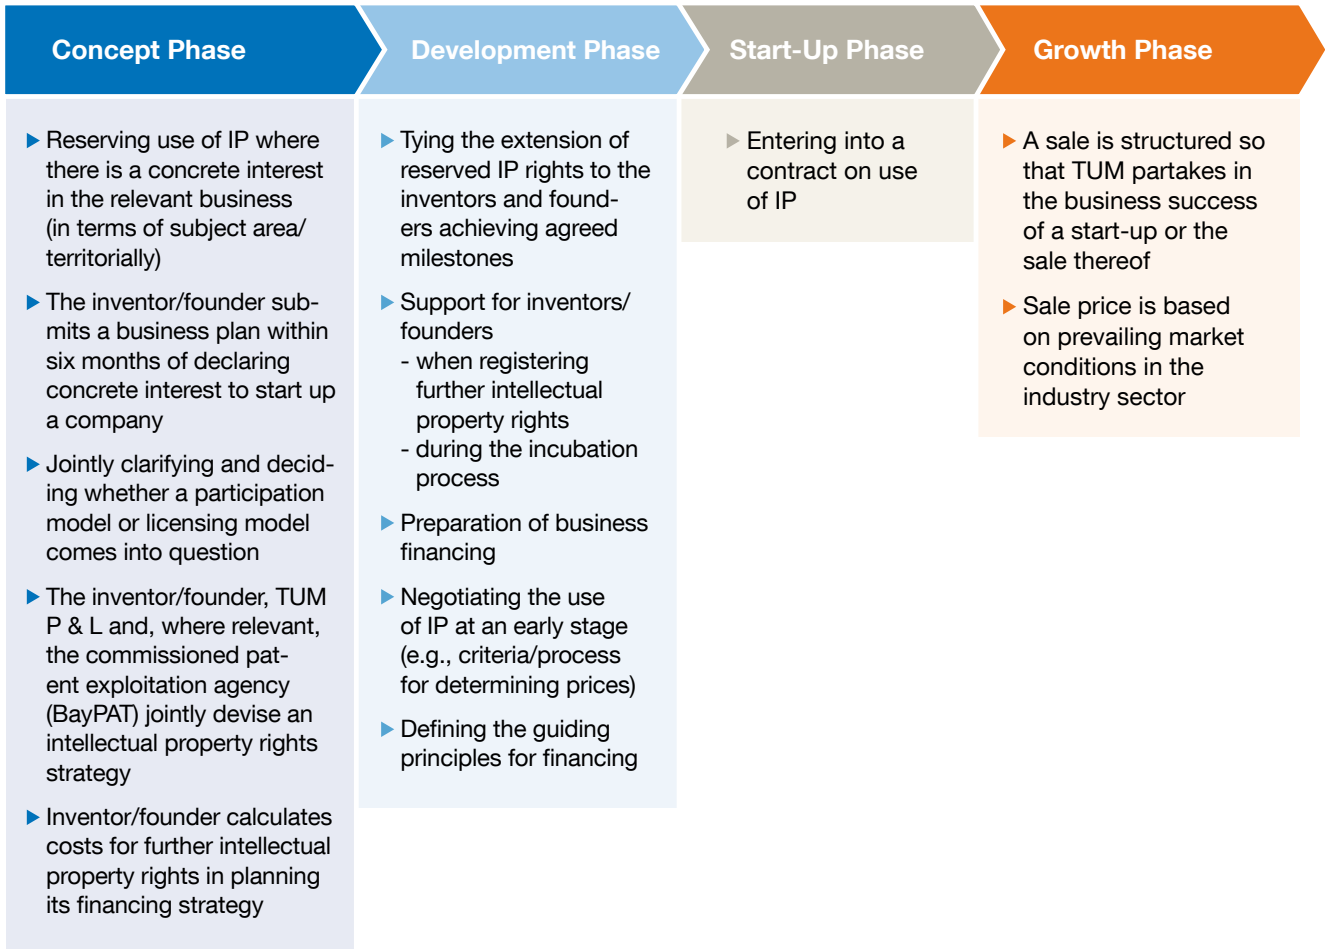 Concept Phase
Development Phase
Start-Up Phase
Growth Phase
Reserving use of IP where
there is a concrete interest
in the relevant business
(in terms of subject area/
territorially)
The inventor/founder sub-
mits a business plan within
six months of declaring
concrete interest to start up
a company
Jointly clarifying and decid-
ing whether a participation
model or licensing model
comes into question
The inventor/founder, TUM
P & L and, where relevant,
the commissioned pat-
ent exploitation agency
(BayPAT) jointly devise an
intellectual property rights
strategy
Inventor/founder calculates
costs for further intellectual
property rights in planning
its financing strategy
Tying the extension of
reserved IP rights to the
inventors and found-
ers achieving agreed
milestones
Support for inventors/
founders
- when registering
further intellectual
property rights
- during the incubation
process
Preparation of business
financing
Negotiating the use
of IP at an early stage
(e.g., criteria/process
for determining prices)
Defining the guiding
principles for financing
Entering into a
contract on use
of IP
A sale is structured so
that TUM partakes in
the business success
of a start-up or the
sale thereof
Sale price is based
on prevailing market
conditions in the
industry sector